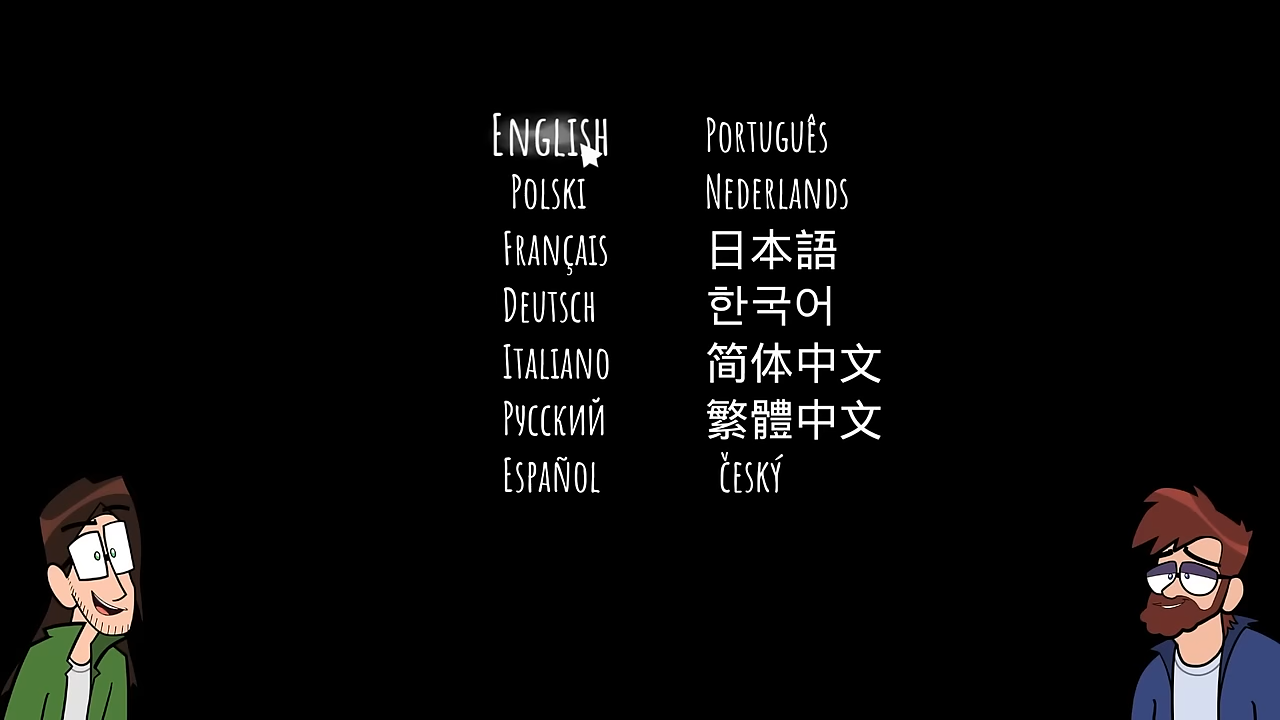 English
Polski
Français
Deutsch
Italiano
Русский
Español
Português
Nederlands
日本語
한국어
简体中文
繁體中文
český